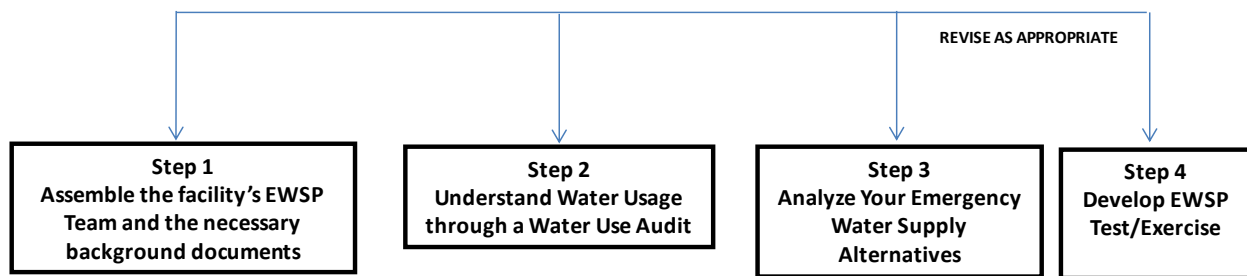 REVISE AS APPROPRIATE
Step 1
Assemble the facility's EWSP
Team and the necessary
background documents
Step 2
Understand Water Usage
through a Water Use Audit
Step 3
Analyze Your Emergency
Water Supply
Alternatives
Step 4
Develop EWSP
Test/Exercise